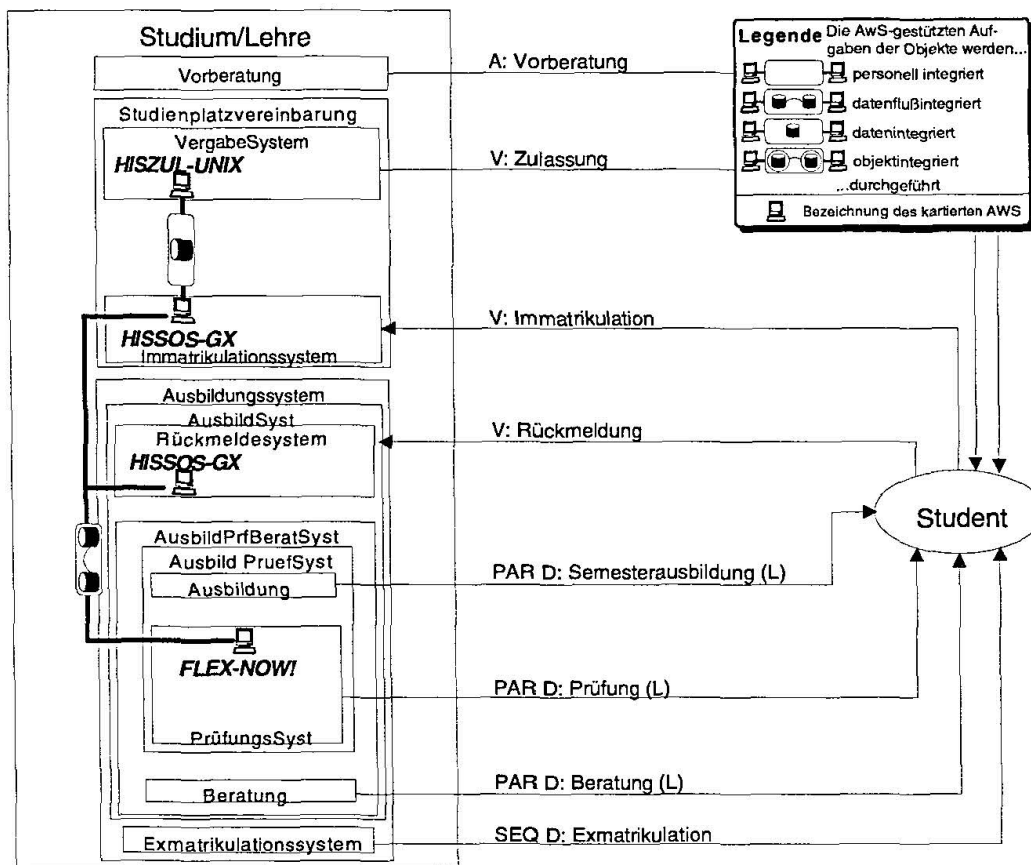 Studium/Lehre
Vorberatung
A: Vorberatung
Studienplatzvereinbarung
VergabeSystem
HISZUL-UNIX
V: Zulassung
HISSOS-GX
Immatrikulationssystem
V: Immatrikulation
Ausbildungssystem
AusbildSyst
Rückmeldesystem
HISSOS-GX
V: Rückmeldung
AusbildPrfBeratSyst
Ausbild PruefSyst
Ausbildung
PAR D: Semesterausbildung (L)
FLEX-NOW!
PrüfungsSyst
PAR D: Prüfung (L)
Beratung
PAR D: Beratung (L)
Exmatrikulationssystem
SEQ D: Exmatrikulation
Student
Legende Die AwS-gestützten Auf-
gaben der Objekte werden...
personell integriert
datenflußintegriert
datenintegriert
objektintegriert
...durchgeführt
Bezeichnung des kartierten AWS